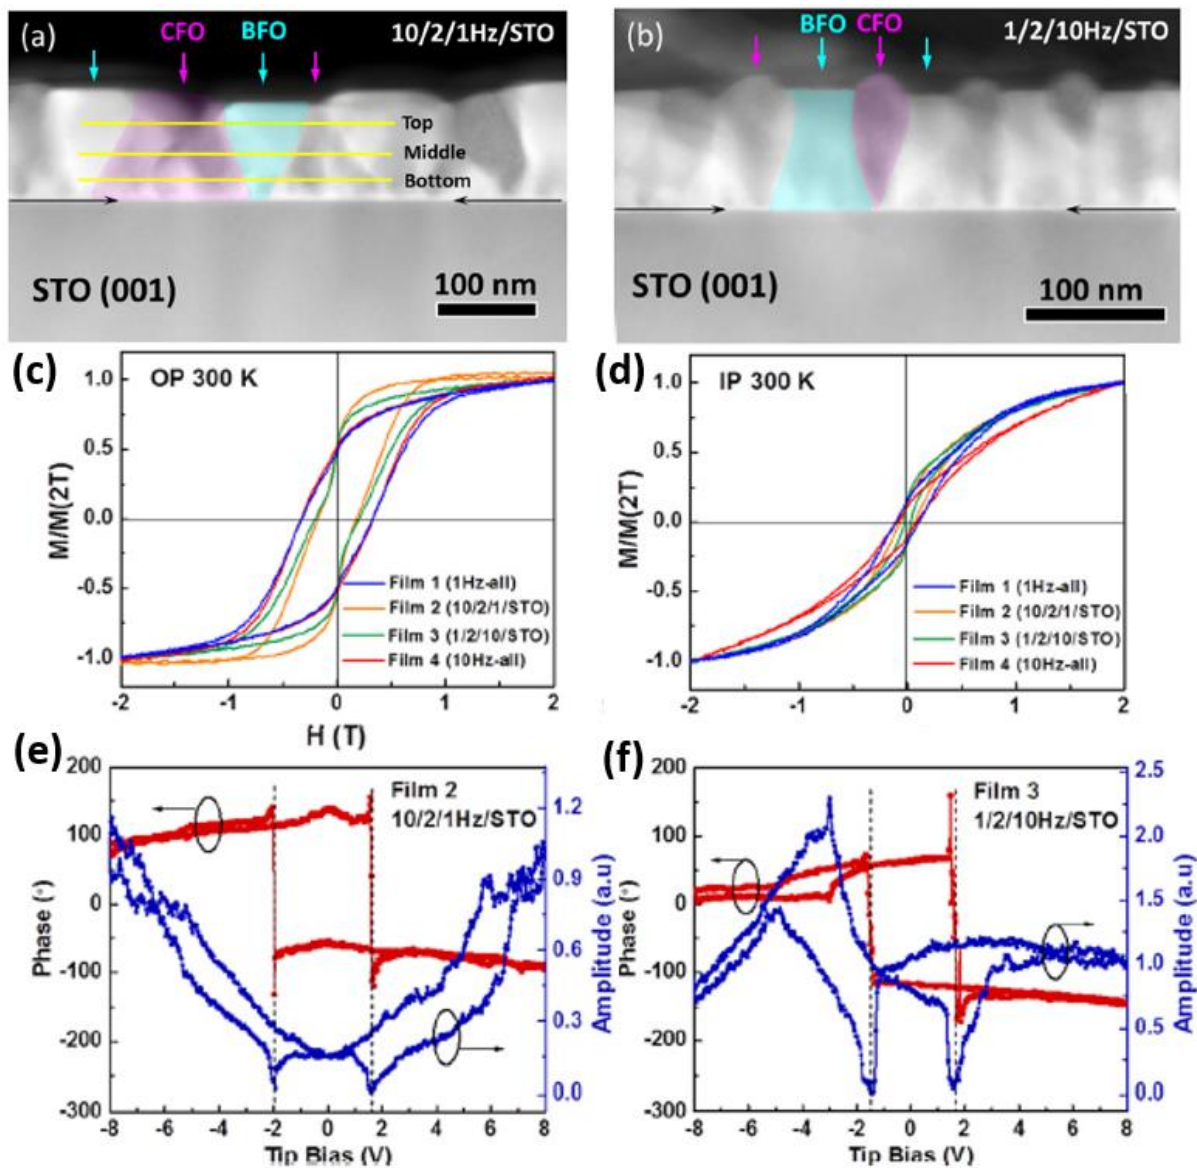 (a) CFO BFO 10/2/1Hz/STO
Top
Middle
Bottom
STO (001)
100 nm
(b) BFO CFO 1/2/10Hz/STO
STO (001)
100 nm
(c)
OP 300 K
M/M(2T)
1.0
0.5
0.0
-0.5
-1.0
Film 1 (1Hz-all)
Film 2 (10/2/1/STO)
Film 3 (1/2/10/STO)
Film 4 (10Hz-all)
-2 -1 0 1 2
H (T)
(d)
IP 300 K
M/M(2T)
1.0
0.5
0.0
-0.5
-1.0
Film 1 (1Hz-all)
Film 2 (10/2/1/STO)
Film 3 (1/2/10/STO)
Film 4 (10Hz-all)
-2 -1 0 1 2
(e)
Film 2
10/2/1Hz/STO
Phase (°)
200
100
0
-100
-200
-300
Amplitude (a.u)
1.2
0.9
0.6
0.3
0.0
-8 -6 -4 -2 0 2 4 6 8
Tip Bias (V)
(f)
Film 3
1/2/10Hz/STO
Phase (°)
200
100
0
-100
-200
-300
Amplitude (a.u)
2.5
2.0
1.5
1.0
0.5
0.0
-8 -6 -4 -2 0 2 4 6 8
Tip Bias (V)